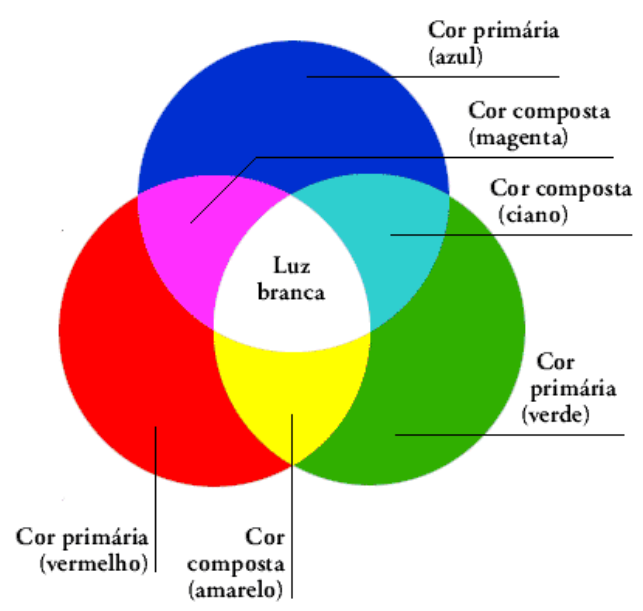 Cor primária
(azul)
Cor composta
(magenta)
Cor composta
(ciano)
Luz
branca
Cor
primária
(verde)
Cor primária
(vermelho)
Cor
composta
(amarelo)